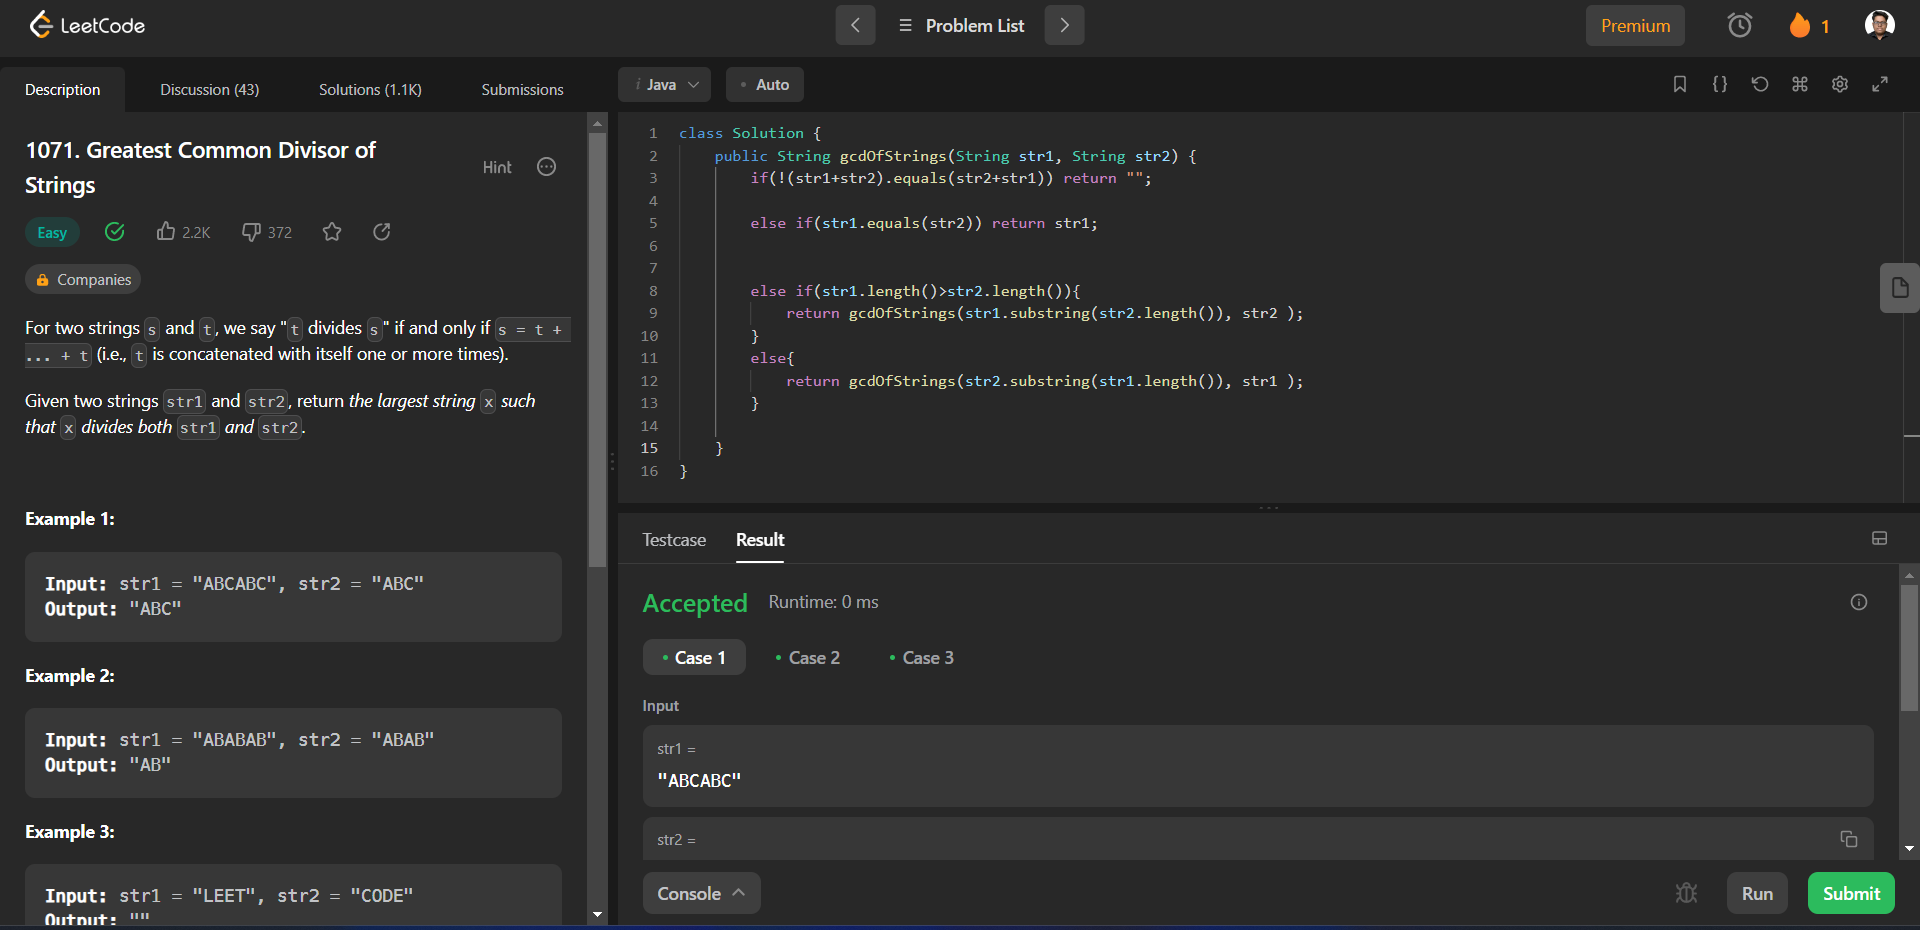 LeetCode
Problem List
Premium
1
Description
Discussion (43)
Solutions (1.1K)
Submissions
i Java
• Auto
1071. Greatest Common Divisor of
Strings
Hint
Easy
2.2K
372
Companies
For two strings s and t, we say "t divides s" if and only if s = t +
... + t (i.e., t is concatenated with itself one or more times).
Given two strings str1 and str2, return the largest string x such
that x divides both str1 and str2.
Example 1:
Input: str1 = "ABCABC", str2 = "ABC"
Output: "ABC"
Example 2:
Input: str1 = "ABABAB", str2 = "ABAB"
Output: "AB"
Example 3:
Input: str1 = "LEET", str2 = "CODE"
Output: ""
1 class Solution {
2 public String gcdOfStrings(String str1, String str2) {
3 if(!(str1+str2).equals(str2+str1)) return "";
4
5 else if(str1.equals(str2)) return str1;
6
7
8 else if(str1.length()>str2.length()){
9 return gcdOfStrings(str1.substring(str2.length()), str2 );
10 }
11 else{
12 return gcdOfStrings(str2.substring(str1.length()), str1 );
13 }
14
15 }
16 }
Testcase
Result
Accepted
Runtime: 0 ms
• Case 1
• Case 2
• Case 3
Input
str1 =
"ABCABC"
str2 =
Console
Run
Submit